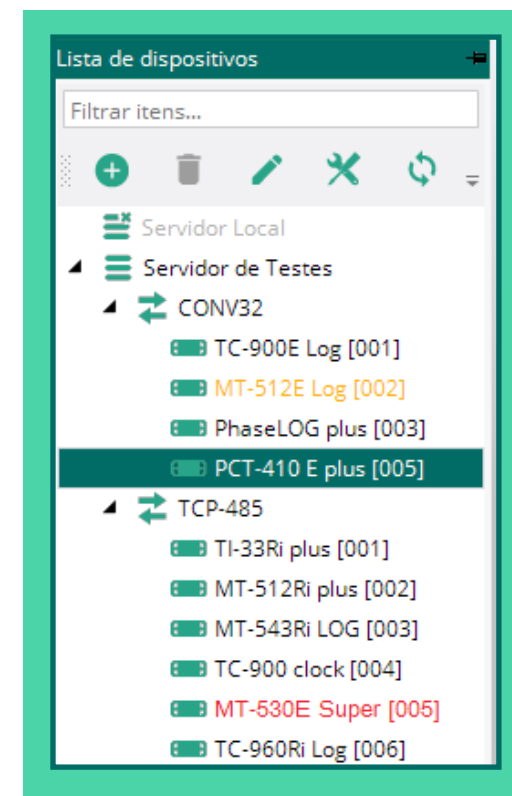 Lista de dispositivos
Filtrar itens...
Servidor Local
Servidor de Testes
CONV32
TC-900E Log [001]
MT-512E Log [002]
PhaseLOG plus [003]
PCT-410 E plus [005]
TCP-485
TI-33Ri plus [001]
MT-512Ri plus [002]
MT-543Ri LOG [003]
TC-900 clock [004]
MT-530E Super [005]
TC-960Ri Log [006]